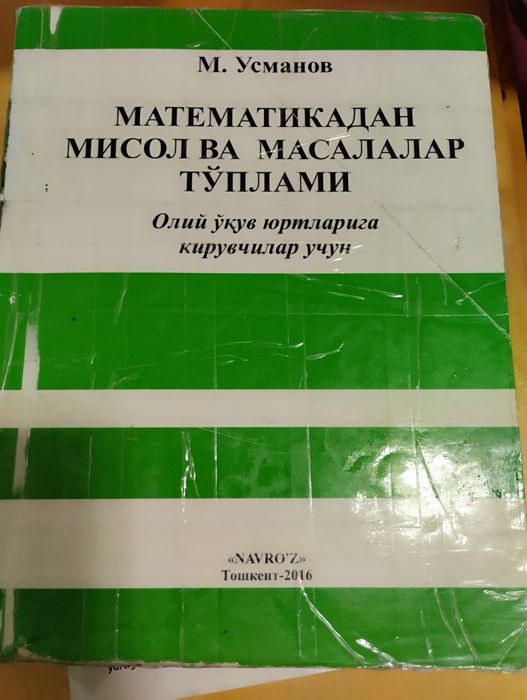 М. Усманов
МАТЕМАТИКАДАН
МИСОЛ ВА МАСАЛАЛАР
ТЎПЛАМИ
Олий ўқув юртларига
кирувчилар учун
«NAVRO’Z»
Тошкент-2016